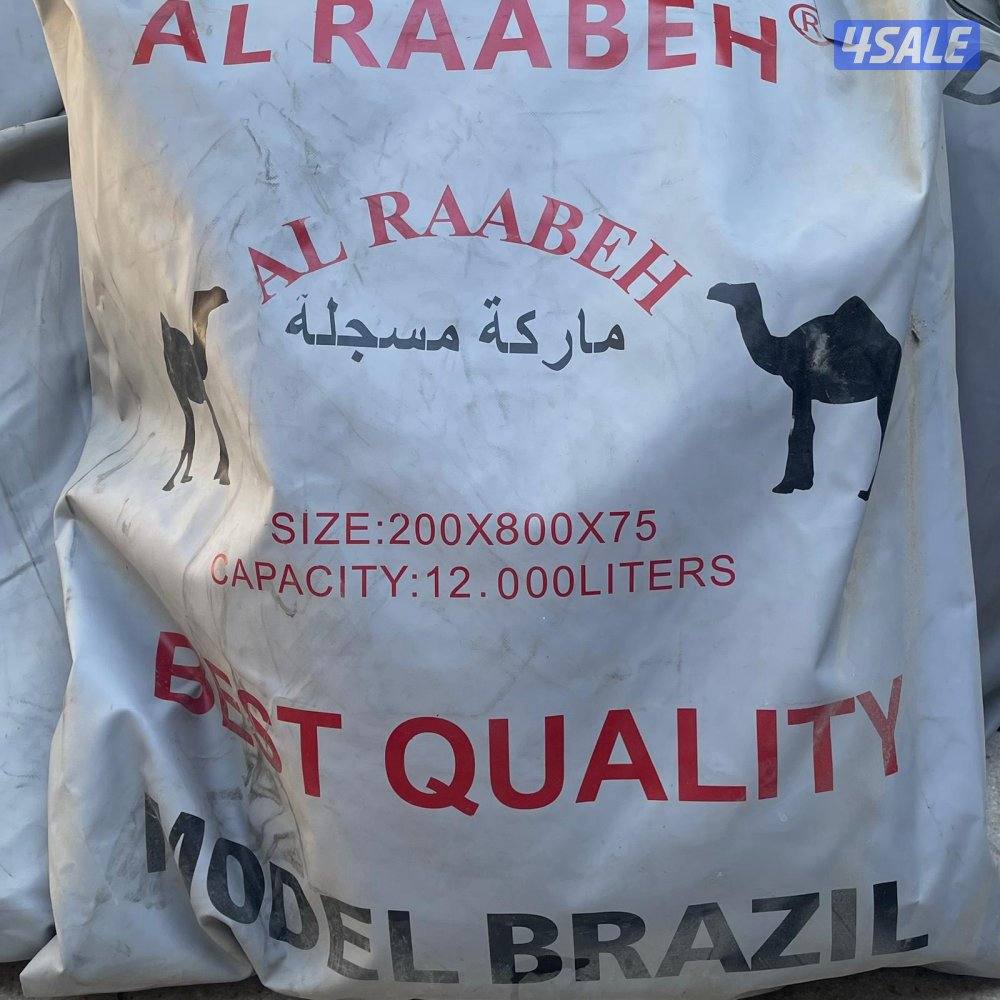 AL RAABEH®
4SALE
AL RAABEH
ماركة مسجلة
SIZE:200X800X75
CAPACITY:12.000LITERS
BEST QUALITY
MODEL BRAZIL